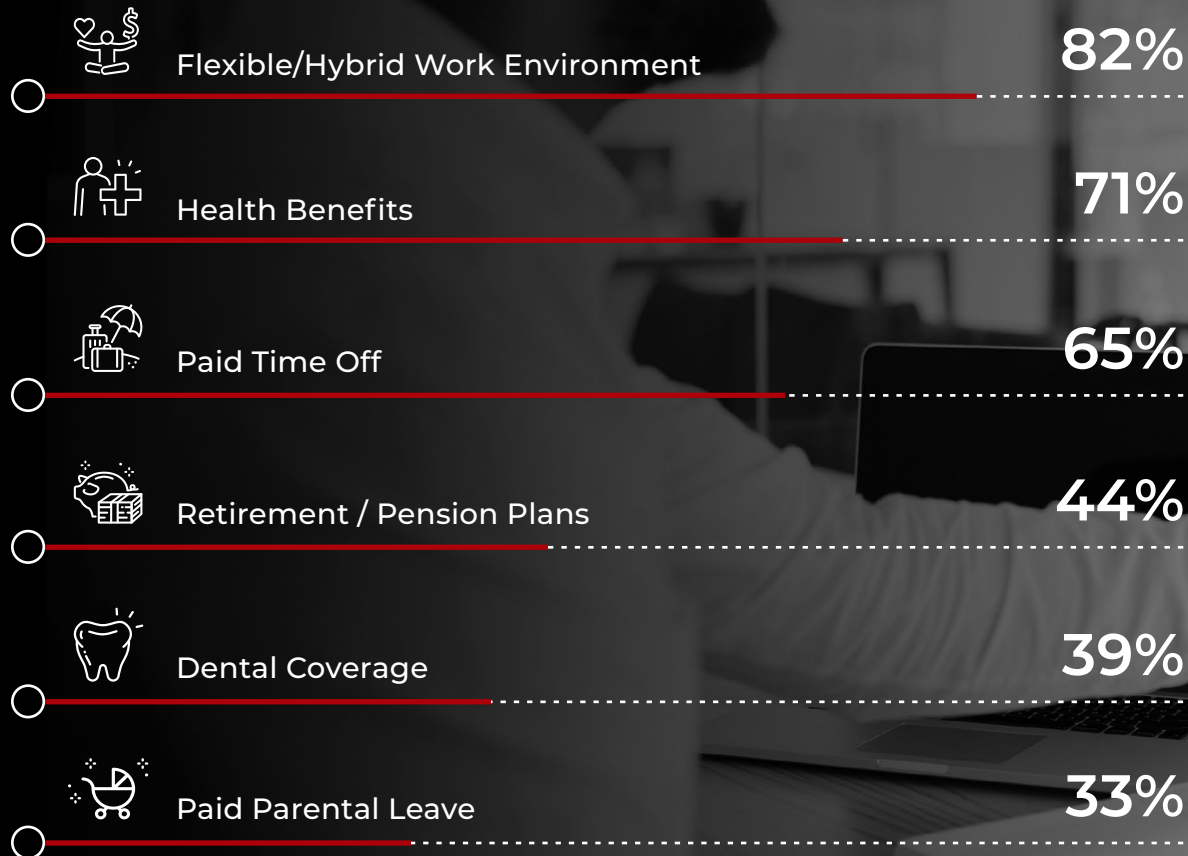 Flexible/Hybrid Work Environment 82%
Health Benefits 71%
Paid Time Off 65%
Retirement / Pension Plans 44%
Dental Coverage 39%
Paid Parental Leave 33%